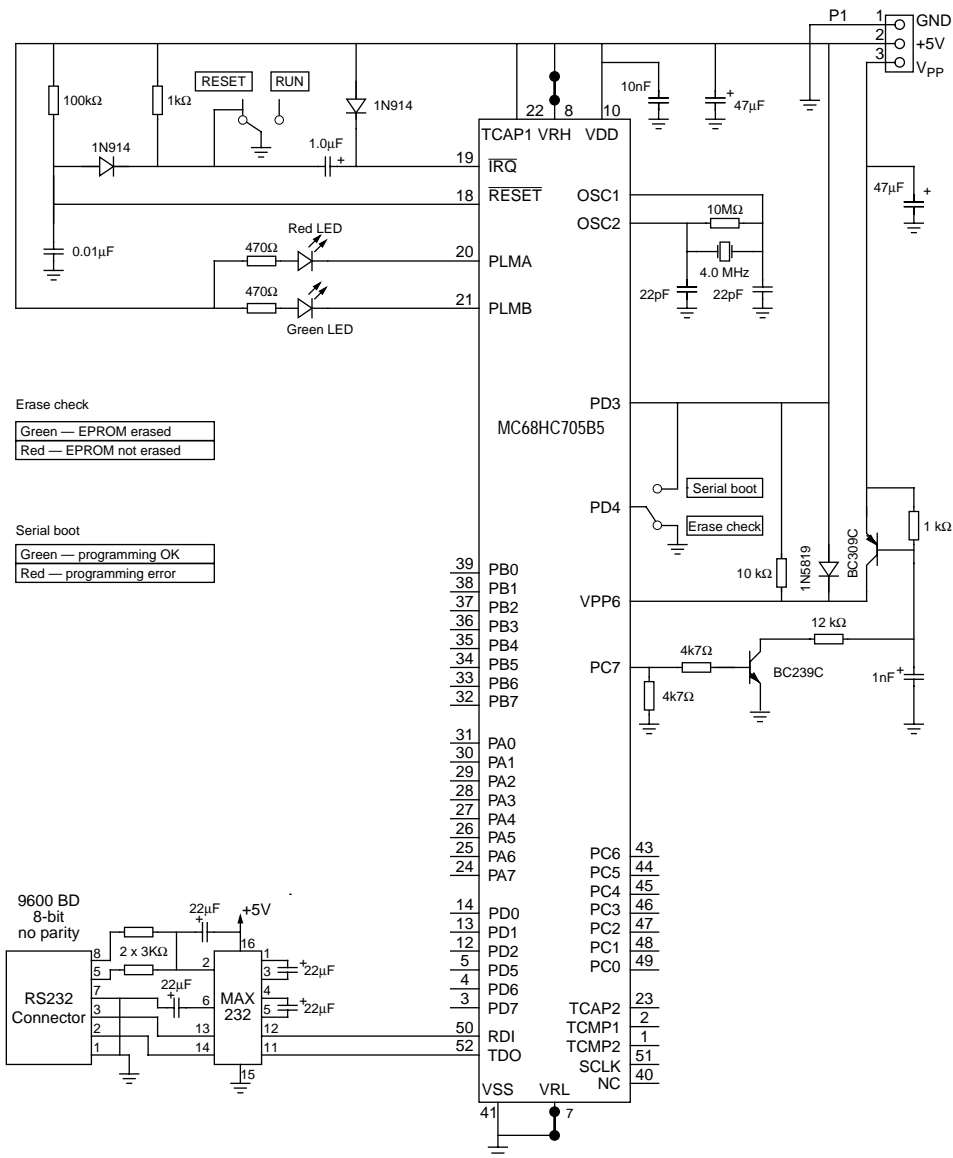 P1
1
GND
2
+5V
3
VPP
RESET
RUN
100kΩ
1kΩ
1N914
10nF
47µF
+
22
8
10
TCAP1
VRH
VDD
1N914
1.0µF
+
19
IRQ
18
RESET
OSC1
OSC2
10MΩ
47µF
+
0.01µF
Red LED
470Ω
20
PLMA
4.0 MHz
22pF
22pF
470Ω
21
PLMB
Green LED
Erase check
Green — EPROM erased
Red — EPROM not erased
PD3
MC68HC705B5
Serial boot
PD4
Erase check
1 kΩ
Serial boot
Green — programming OK
Red — programming error
10 kΩ
1N5819
BC309C
39
PB0
38
PB1
37
PB2
36
PB3
35
PB4
34
PB5
33
PB6
32
PB7
VPP6
12 kΩ
PC7
4k7Ω
BC239C
4k7Ω
1nF
+
31
PA0
30
PA1
29
PA2
28
PA3
27
PA4
26
PA5
25
PA6
24
PA7
PC6
43
PC5
44
PC4
45
PC3
46
PC2
47
PC1
48
PC0
49
14
PD0
13
PD1
12
PD2
5
PD5
4
PD6
3
PD7
TCAP2
23
TCMP1
2
TCMP2
1
SCLK
51
NC
40
9600 BD
8-bit
no parity
22µF
+
+5V
16
8
5
7
3
2
1
2 x 3KΩ
2
1
3
+
22µF
22µF
+
6
4
5
+
22µF
RS232
Connector
MAX
232
13
12
14
11
15
50
RDI
52
TDO
VSS
VRL
41
7